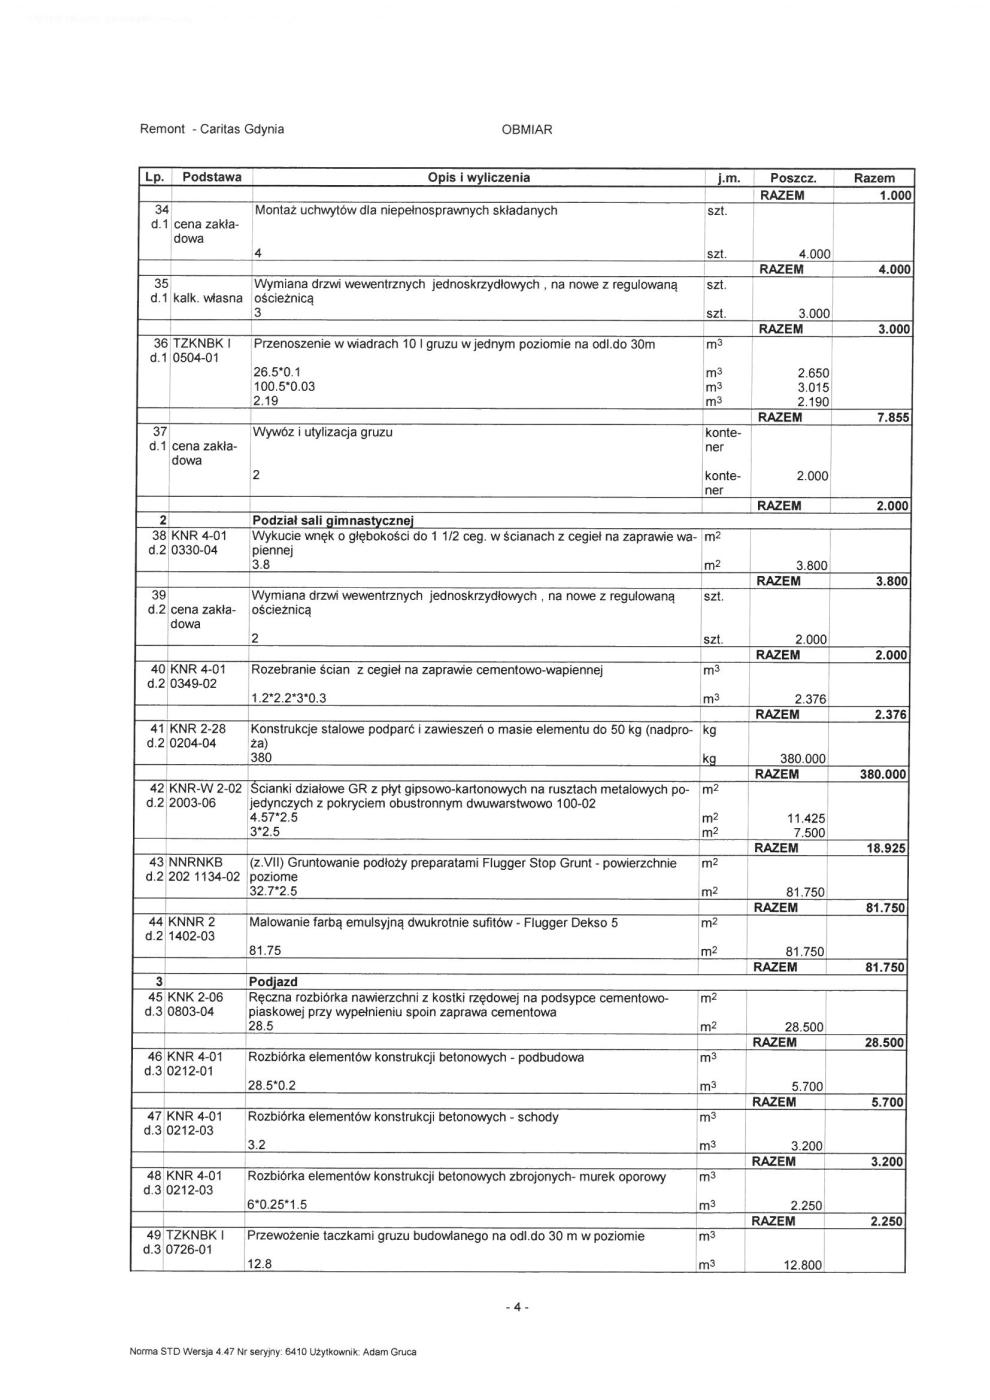 Remont - Caritas Gdynia OBMIAR
Lp. Podstawa Opis i wyliczenia j.m. Poszcz. Razem
RAZEM 1.000
34 Montaż uchwytów dla niepełnosprawnych składanych szt.
d.1 cena zakła-
dowa
4 szt. 4.000
RAZEM 4.000
35 Wymiana drzwi wewentrznych jednoskrzydłowych , na nowe z regulowaną szt.
d.1 kalk. własna ościeżnicą
3 szt. 3.000
RAZEM 3.000
36 TZKNBK I Przenoszenie w wiadrach 10 l gruzu w jednym poziomie na odl.do 30m m3
d.1 0504-01
26.5*0.1 m3 2.650
100.5*0.03 m3 3.015
2.19 m3 2.190
RAZEM 7.855
37 Wywóz i utylizacja gruzu konte-
d.1 cena zakła- ner
dowa
2 konte- 2.000
ner
RAZEM 2.000
2 Podział sali gimnastycznej
38 KNR 4-01 Wykucie wnęk o głębokości do 1 1/2 ceg. w ścianach z cegieł na zaprawie wa- m2
d.2 0330-04 piennej
3.8 m2 3.800
RAZEM 3.800
39 Wymiana drzwi wewentrznych jednoskrzydłowych , na nowe z regulowaną szt.
d.2 cena zakła- ościeżnicą
dowa
2 szt. 2.000
RAZEM 2.000
40 KNR 4-01 Rozebranie ścian z cegieł na zaprawie cementowo-wapiennej m3
d.2 0349-02
1.2*2.2*3*0.3 m3 2.376
RAZEM 2.376
41 KNR 2-28 Konstrukcje stalowe podparć i zawieszeń o masie elementu do 50 kg (nadpro- kg
d.2 0204-04 ża)
380 kg 380.000
RAZEM 380.000
42 KNR-W 2-02 Ścianki działowe GR z płyt gipsowo-kartonowych na rusztach metalowych po- m2
d.2 2003-06 jedynczych z pokryciem obustronnym dwuwarstwowo 100-02
4.57*2.5 m2 11.425
3*2.5 m2 7.500
RAZEM 18.925
43 NNRNKB (z.VII) Gruntowanie podłoży preparatami Flugger Stop Grunt - powierzchnie m2
d.2 202 1134-02 poziome
32.7*2.5 m2 81.750
RAZEM 81.750
44 KNNR 2 Malowanie farbą emulsyjną dwukrotnie sufitów - Flugger Dekso 5 m2
d.2 1402-03
81.75 m2 81.750
RAZEM 81.750
3 Podjazd
45 KNK 2-06 Ręczna rozbiórka nawierzchni z kostki rzędowej na podsypce cementowo- m2
d.3 0803-04 piaskowej przy wypełnieniu spoin zaprawa cementowa
28.5 m2 28.500
RAZEM 28.500
46 KNR 4-01 Rozbiórka elementów konstrukcji betonowych - podbudowa m3
d.3 0212-01
28.5*0.2 m3 5.700
RAZEM 5.700
47 KNR 4-01 Rozbiórka elementów konstrukcji betonowych - schody m3
d.3 0212-03
3.2 m3 3.200
RAZEM 3.200
48 KNR 4-01 Rozbiórka elementów konstrukcji betonowych zbrojonych- murek oporowy m3
d.3 0212-03
6*0.25*1.5 m3 2.250
RAZEM 2.250
49 TZKNBK I Przewożenie taczkami gruzu budowlanego na odl.do 30 m w poziomie m3
d.3 0726-01
12.8 m3 12.800
- 4 -
Norma STD Wersja 4.47 Nr seryjny: 6410 Użytkownik: Adam Gruca